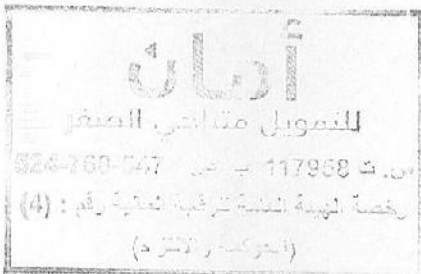 أمان
للتمويل متناهي الصغر
س. ت 117968 ب ض 524-760-547
رخصة الهيئة العامة للرقابة المالية رقم : (4)